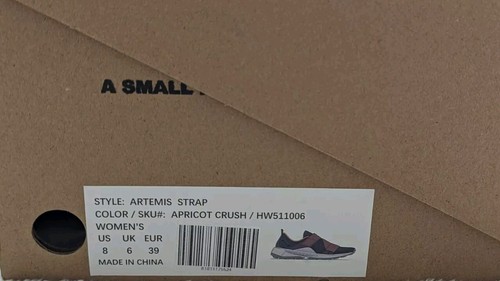 A SMALL
STYLE: ARTEMIS STRAP
COLOR / SKU#: APRICOT CRUSH / HW511006
WOMEN'S
US UK EUR
8 6 39
MADE IN CHINA